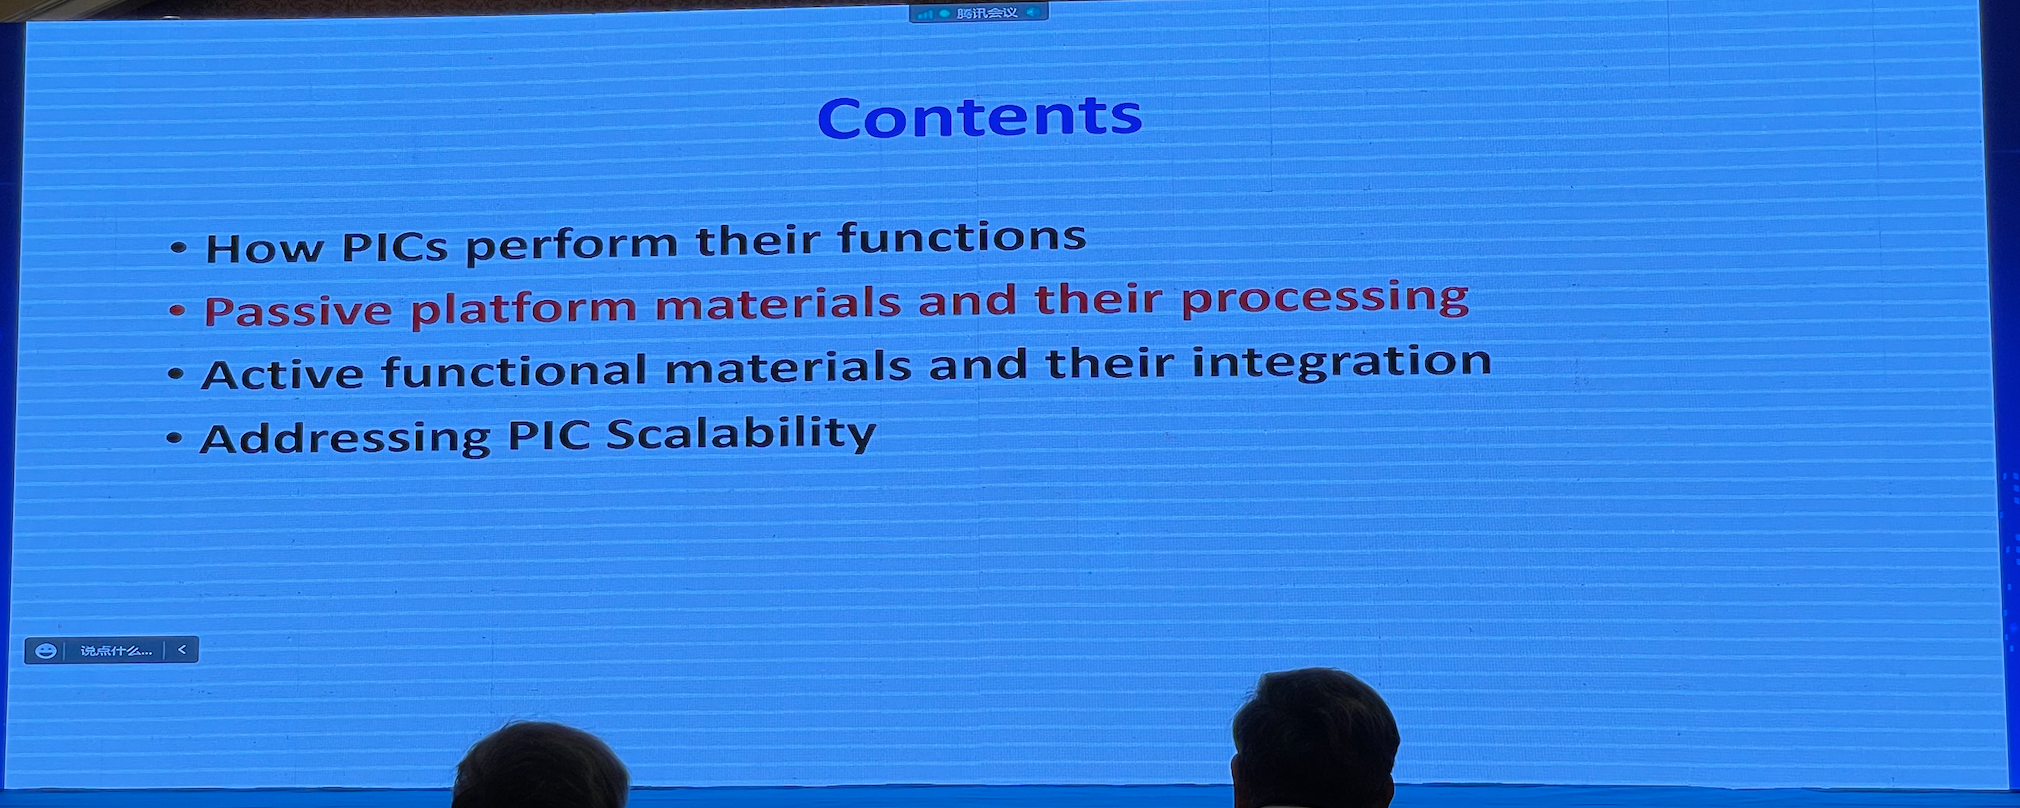 腾讯会议
Contents
• How PICs perform their functions
• Passive platform materials and their processing
• Active functional materials and their integration
• Addressing PIC Scalability
说点什么...